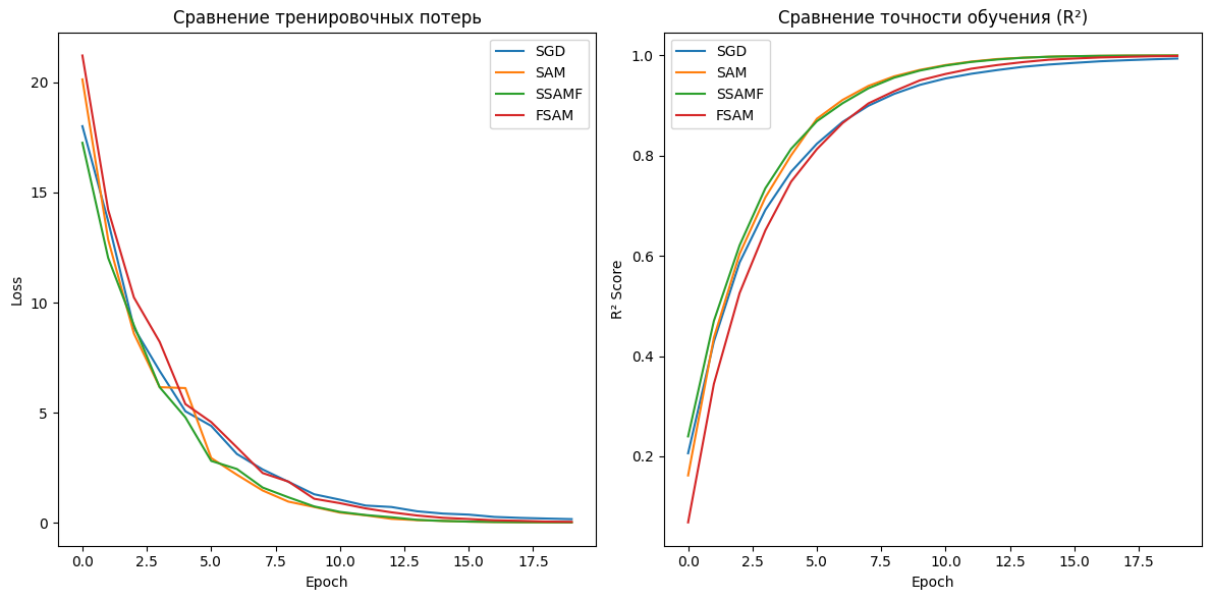 Сравнение тренировочных потерь
SGD
SAM
SSAMF
FSAM
20
15
10
5
0
Loss
0.0 2.5 5.0 7.5 10.0 12.5 15.0 17.5
Epoch
Сравнение точности обучения (R²)
SGD
SAM
SSAMF
FSAM
1.0
0.8
0.6
0.4
0.2
R² Score
0.0 2.5 5.0 7.5 10.0 12.5 15.0 17.5
Epoch